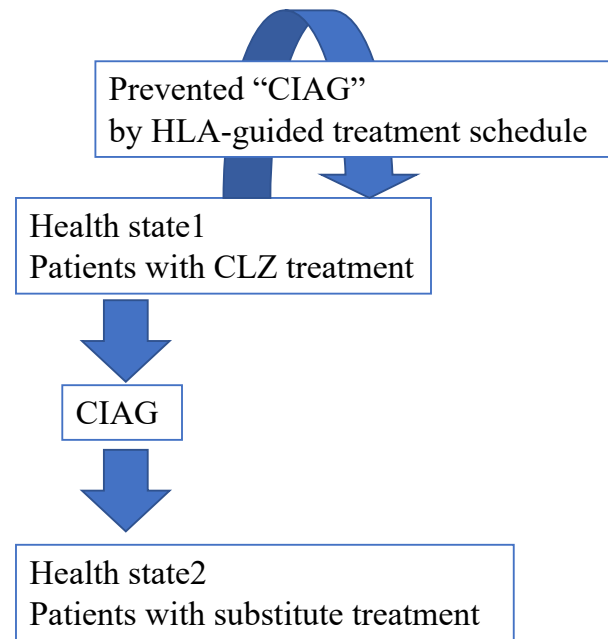 Prevented “CIAG”
by HLA-guided treatment schedule
Health state1
Patients with CLZ treatment
CIAG
Health state2
Patients with substitute treatment